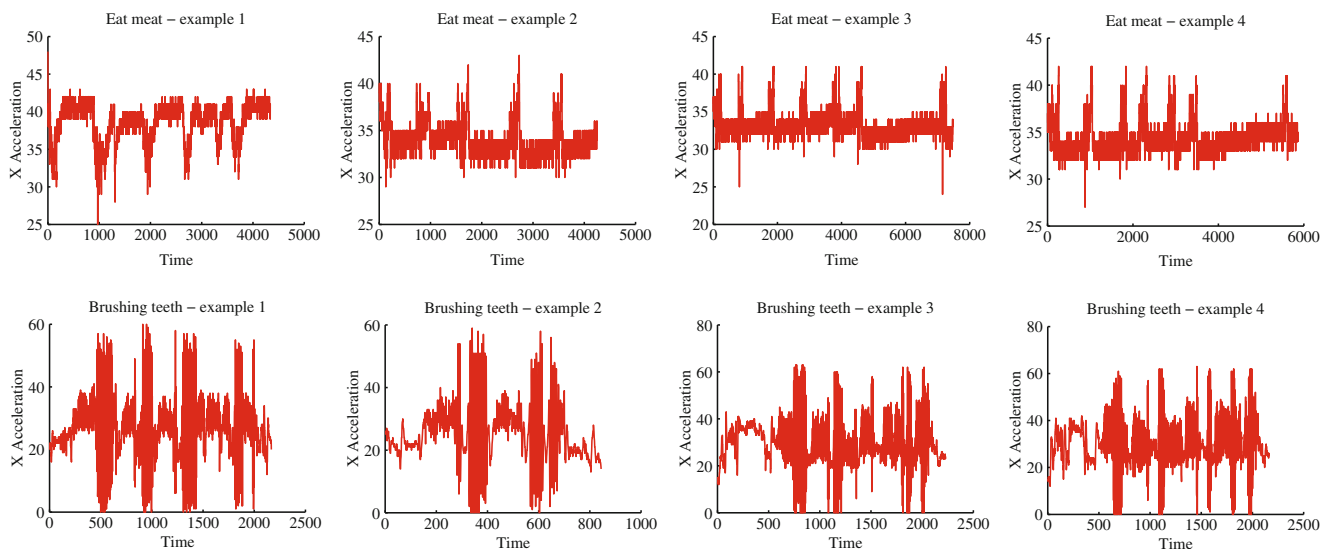 Eat meat – example 1
50
45
40
35
30
25
X Acceleration
0 1000 2000 3000 4000 5000
Time
Eat meat – example 2
45
40
35
30
25
X Acceleration
0 1000 2000 3000 4000 5000
Time
Eat meat – example 3
45
40
35
30
25
20
X Acceleration
0 2000 4000 6000 8000
Time
Eat meat – example 4
45
40
35
30
25
X Acceleration
0 2000 4000 6000
Time
Brushing teeth – example 1
60
40
20
0
X Acceleration
0 500 1000 1500 2000 2500
Time
Brushing teeth – example 2
60
40
20
0
X Acceleration
0 200 400 600 800 1000
Time
Brushing teeth – example 3
80
60
40
20
0
X Acceleration
0 500 1000 1500 2000 2500
Time
Brushing teeth – example 4
80
60
40
20
0
X Acceleration
0 500 1000 1500 2000 2500
Time